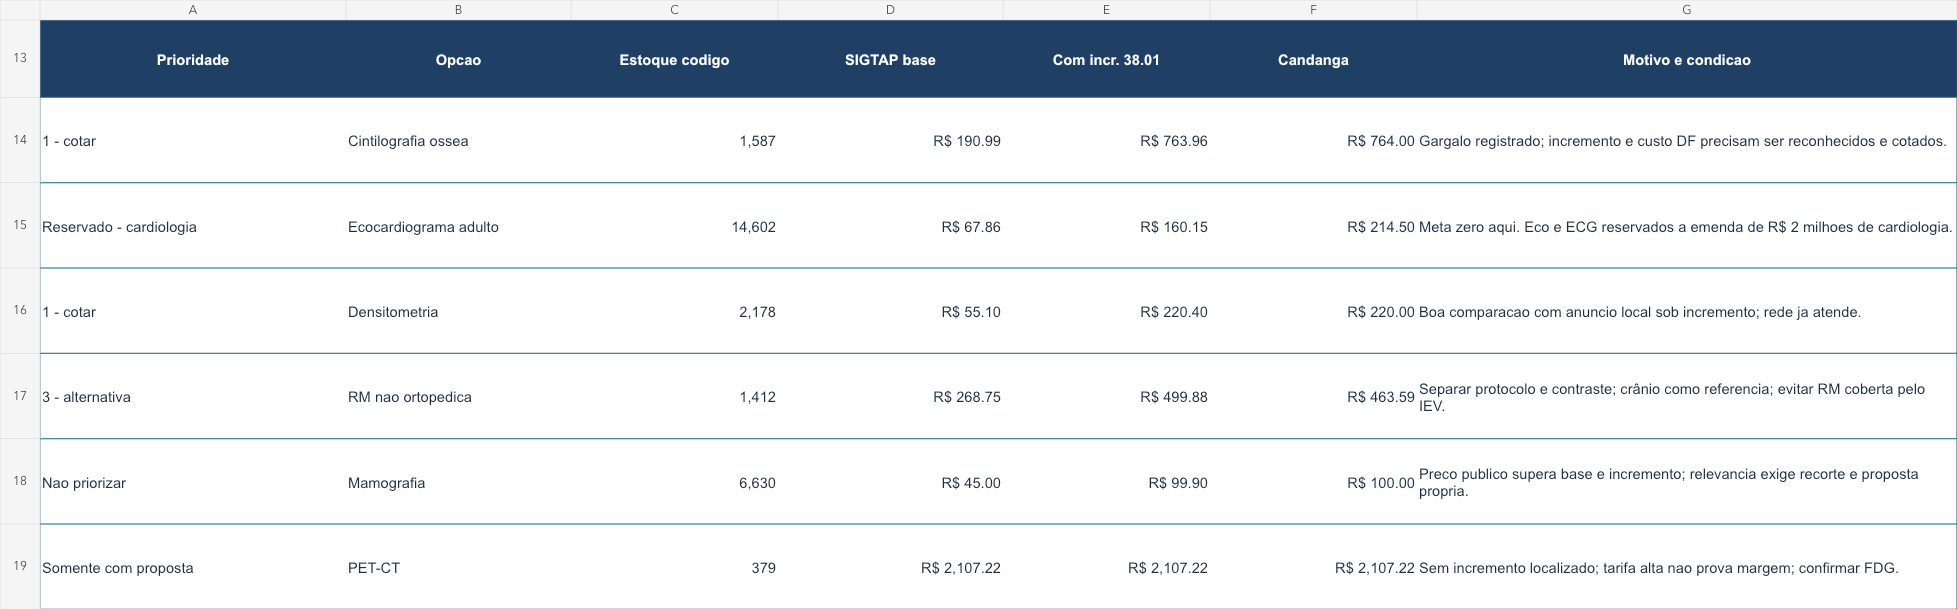 A B C D E F G
13 Prioridade Opcao Estoque codigo SIGTAP base Com incr. 38.01 Candanga Motivo e condicao
14 1 - cotar Cintilografia ossea 1,587 R$ 190.99 R$ 763.96 R$ 764.00 Gargalo registrado; incremento e custo DF precisam ser reconhecidos e cotados.
15 Reservado - cardiologia Ecocardiograma adulto 14,602 R$ 67.86 R$ 160.15 R$ 214.50 Meta zero aqui. Eco e ECG reservados a emenda de R$ 2 milhoes de cardiologia.
16 1 - cotar Densitometria 2,178 R$ 55.10 R$ 220.40 R$ 220.00 Boa comparacao com anuncio local sob incremento; rede ja atende.
17 3 - alternativa RM nao ortopedica 1,412 R$ 268.75 R$ 499.88 R$ 463.59 Separar protocolo e contraste; crânio como referencia; evitar RM coberta pelo
IEV.
18 Nao priorizar Mamografia 6,630 R$ 45.00 R$ 99.90 R$ 100.00 Preco publico supera base e incremento; relevancia exige recorte e proposta
propria.
19 Somente com proposta PET-CT 379 R$ 2,107.22 R$ 2,107.22 R$ 2,107.22 Sem incremento localizado; tarifa alta nao prova margem; confirmar FDG.